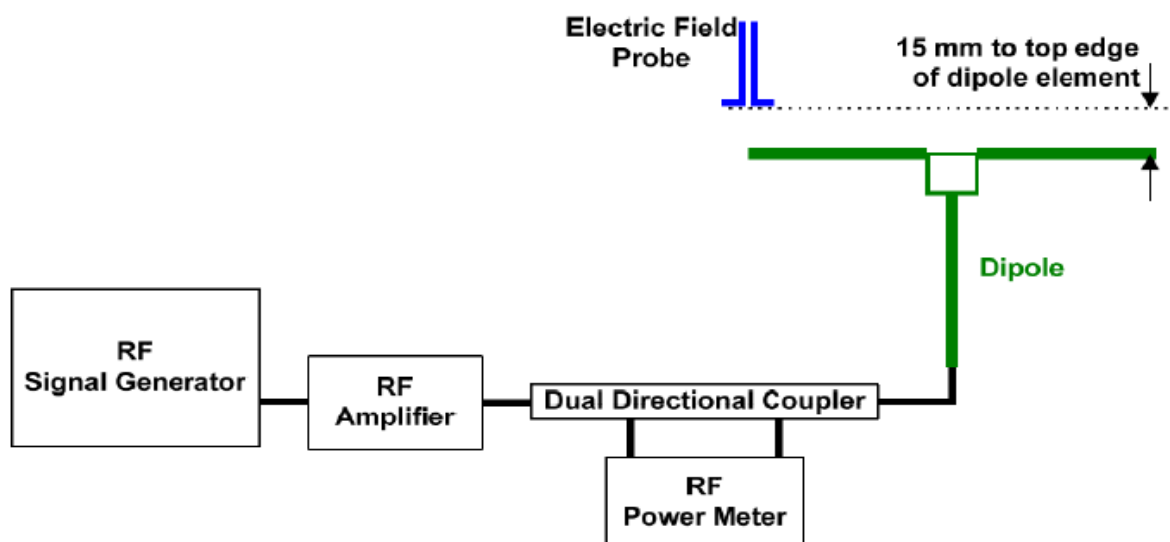 Electric Field
Probe
15 mm to top edge
of dipole element
Dipole
RF
Signal Generator
RF
Amplifier
Dual Directional Coupler
RF
Power Meter